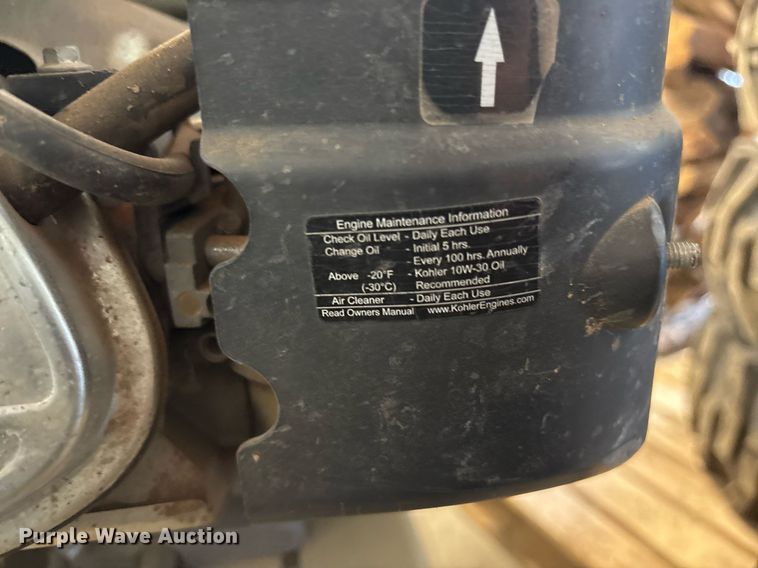 Engine Maintenance Information
Check Oil Level - Daily Each Use
Change Oil - Initial 5 hrs.
- Every 100 hrs. Annually
Above -20°F - Kohler 10W-30 Oil
(-30°C) Recommended
Air Cleaner - Daily Each Use
Read Owners Manual www.KohlerEngines.com
Purple Wave Auction